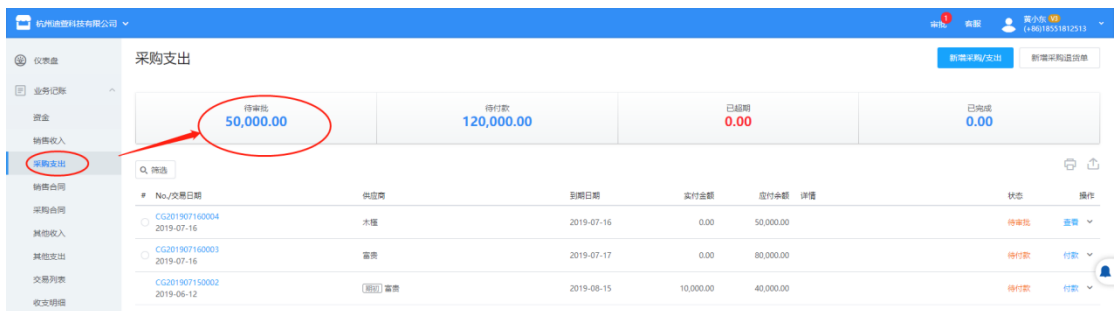 杭州迪普科技有限公司
审批 1 客服 黄小东 V3
(+86)18551812513
仪表盘
业务记账
资金
销售收入
采购支出
销售合同
采购合同
其他收入
其他支出
交易列表
收支明细
采购支出
新增采购/支出 新增采购退货单
待审批 待付款 已超期 已完成
50,000.00 120,000.00 0.00 0.00
筛选
# No./交易日期 供应商 到期日期 实付金额 应付余额 详情 状态 操作
CG201907160004
2019-07-16 木槿 2019-07-16 0.00 50,000.00 待审批 查看
CG201907160003
2019-07-16 富贵 2019-07-17 0.00 80,000.00 待付款 付款
CG201907150002
2019-06-12 期初 富贵 2019-08-15 10,000.00 40,000.00 待付款 付款